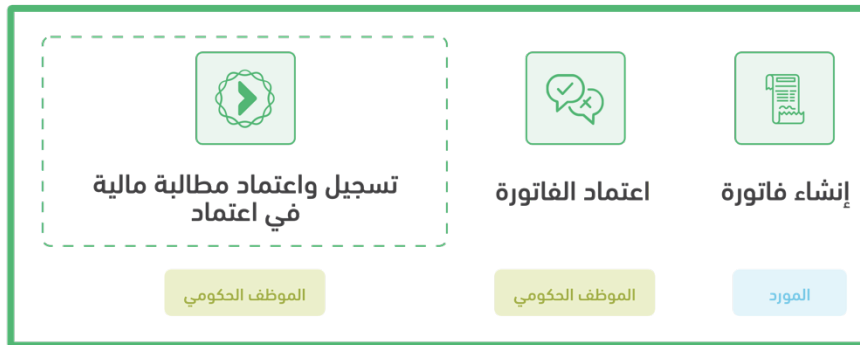 إنشاء فاتورة
المورد
اعتماد الفاتورة
الموظف الحكومي
تسجيل واعتماد مطالبة مالية
في اعتماد
الموظف الحكومي